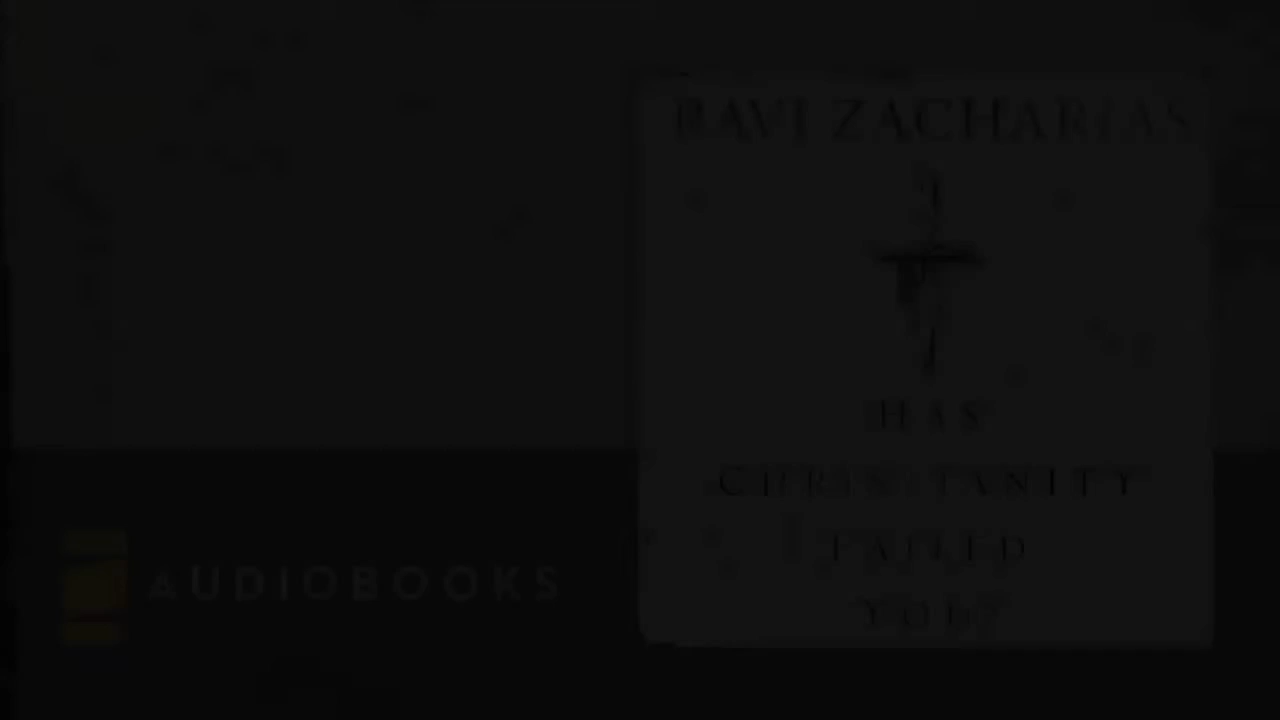 RAVI ZACHARIAS
HAS
CHRISTIANITY
FAILED
YOU?
AUDIOBOOKS